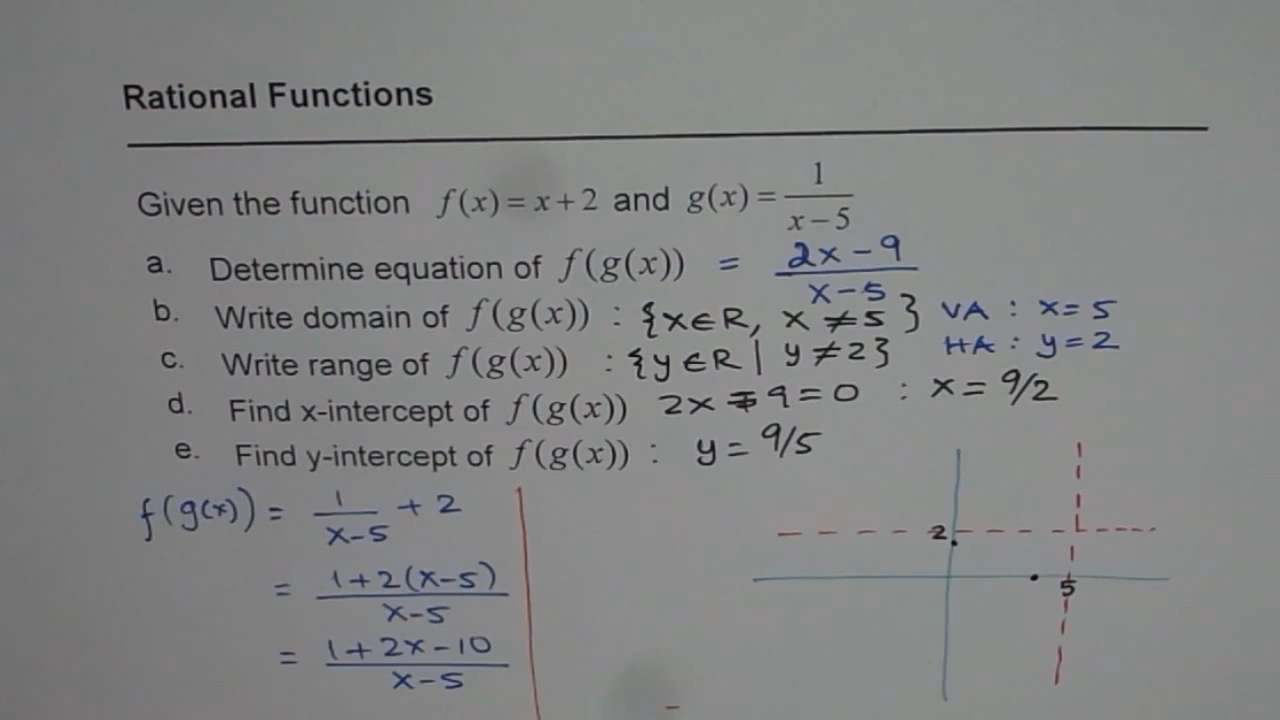 Rational Functions
Given the function f(x) = x + 2 and g(x) = 1/(x − 5)
a. Determine equation of f(g(x)) = (2x − 9)/(x − 5)
b. Write domain of f(g(x)) : {x ∈ R, x ≠ 5} VA : x = 5
c. Write range of f(g(x)) : {y ∈ R | y ≠ 2} HA : y = 2
d. Find x-intercept of f(g(x)) 2x − 9 = 0 : x = 9/2
e. Find y-intercept of f(g(x)) : y = 9/5
f(g(x)) = 1/(x−5) + 2
= (1 + 2(x−5))/(x−5)
= (1 + 2x − 10)/(x−5)
2
5